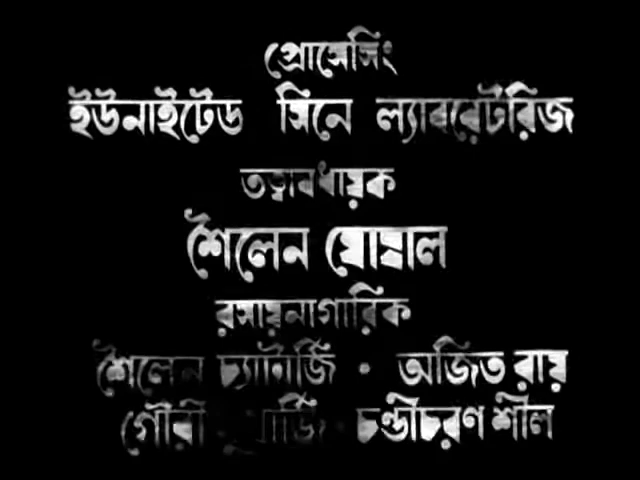 প্রোসেসিং
ইউনাইটেড সিনে ল্যাবরেটরিজ
তত্ত্বাবধায়ক
শৈলেন ঘোষাল
রসায়নাগারিক
শৈলেন চ্যাটার্জি • অজিত রায়
গৌরী • চণ্ডীচরণ শীল